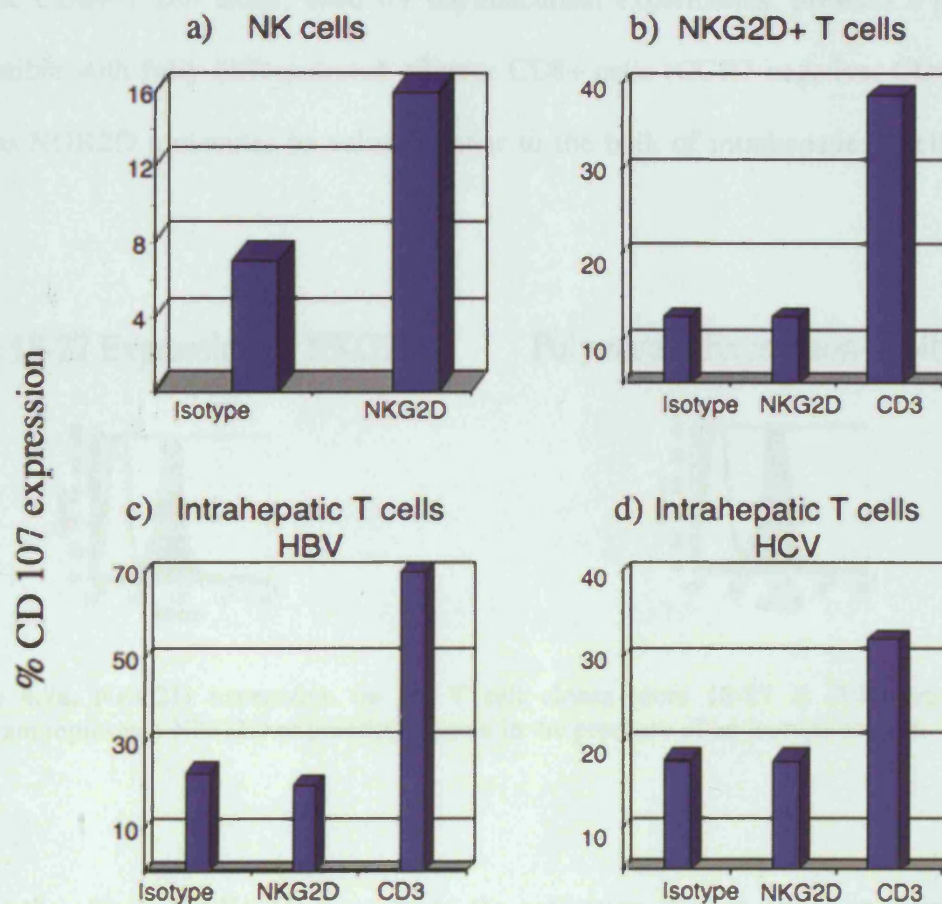 a) NK cells
16
12
8
4
Isotype NKG2D
b) NKG2D+ T cells
40
30
20
10
Isotype NKG2D CD3
% CD 107 expression
c) Intrahepatic T cells
HBV
70
50
30
10
Isotype NKG2D CD3
d) Intrahepatic T cells
HCV
40
30
20
10
Isotype NKG2D CD3